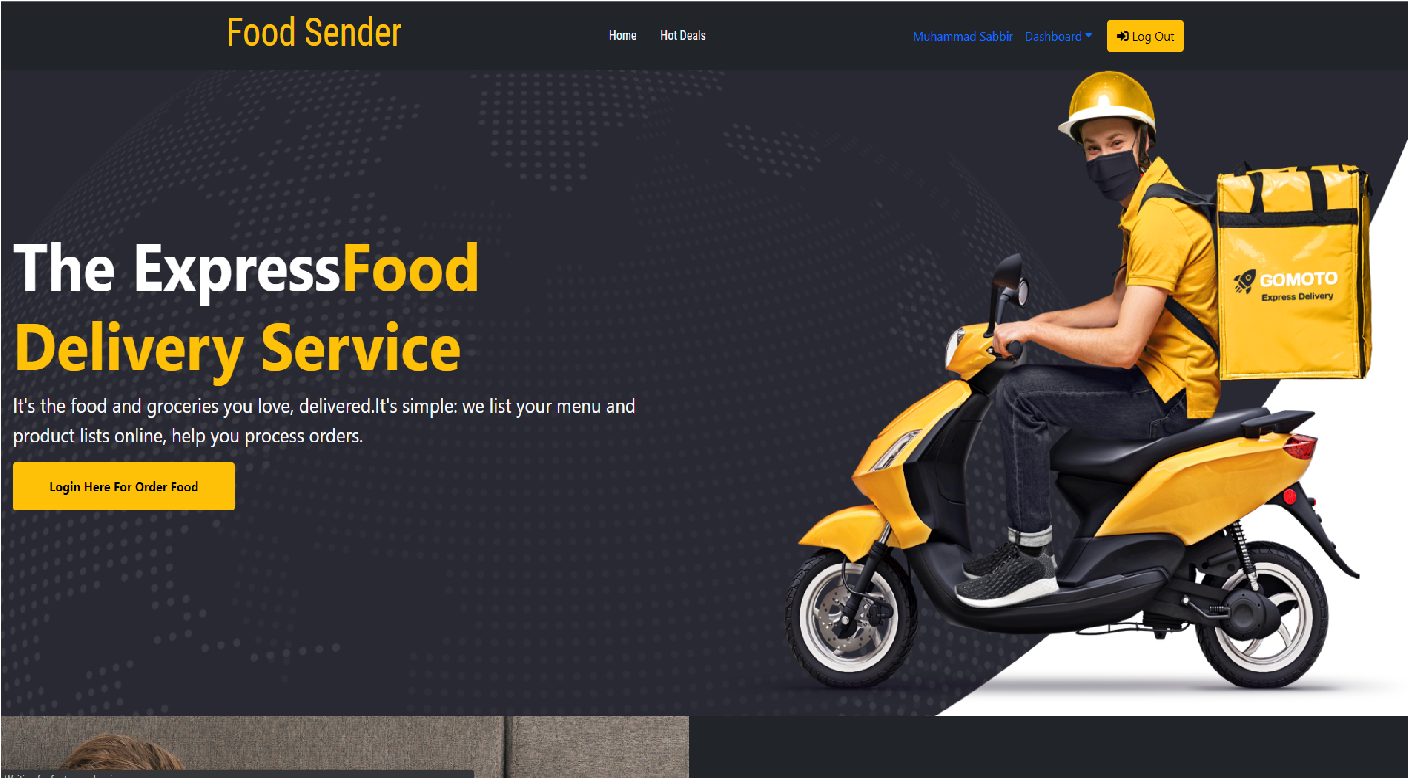 Food Sender
Home Hot Deals
Muhammad Sabbir Dashboard Log Out
The ExpressFood
Delivery Service
It's the food and groceries you love, delivered.It's simple: we list your menu and
product lists online, help you process orders.
Login Here For Order Food
GOMOTO
Express Delivery